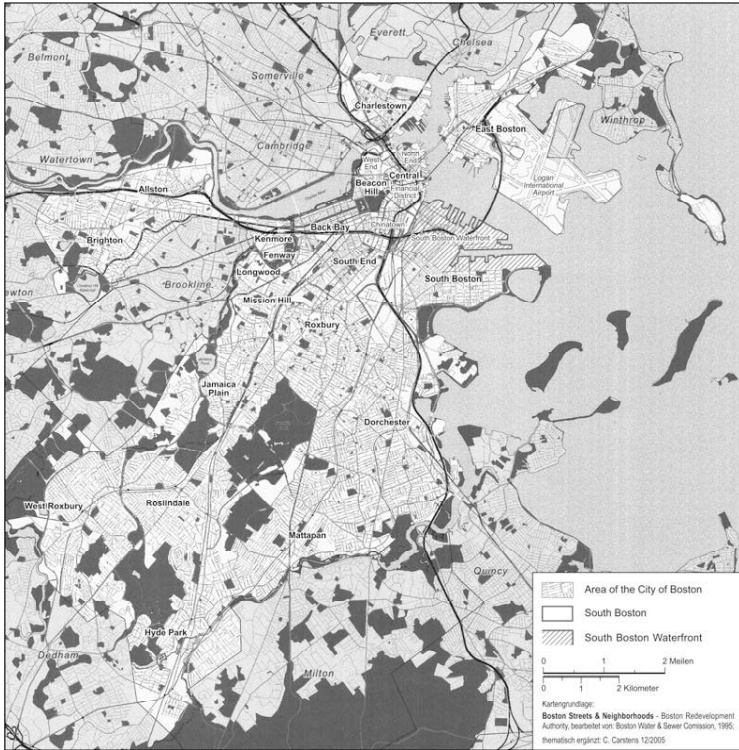 Everett
Chelsea
Belmont
Somerville
Charlestown
Winthrop
East Boston
Watertown
Cambridge
West
End
North
End
Central
Beacon
Hill
Financial
District
Logan
International
Airport
Allston
Back Bay
Chinatown
Brighton
Kenmore
South Boston Waterfront
Fenway
South End
Longwood
South Boston
Brookline
ewton
Mission Hill
Roxbury
Jamaica
Plain
Dorchester
West Roxbury
Roslindale
Mattapan
Quincy
Hyde Park
Dedham
Milton
Area of the City of Boston
South Boston
South Boston Waterfront
0 1 2 Meilen
0 1 2 Kilometer
Kartengrundlage:
Boston Streets & Neighborhoods - Boston Redevelopment
Authority, bearbeitet von: Boston Water & Sewer Comission, 1995;
thematisch ergänzt: C. Carstens 12/2005